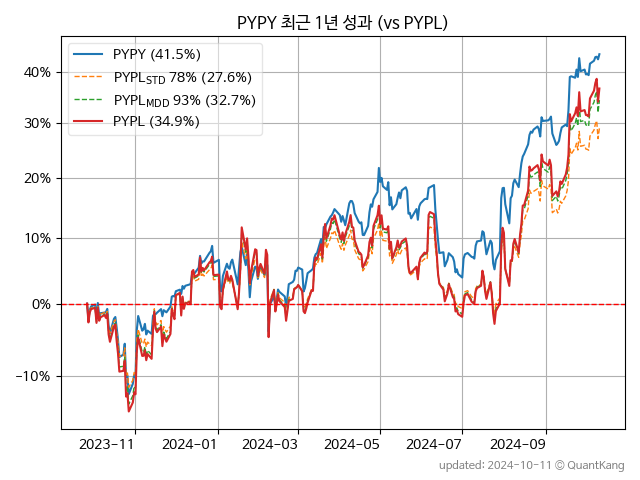 PYPY 최근 1년 성과 (vs PYPL)
PYPY (41.5%)
PYPL_STD 78% (27.6%)
PYPL_MDD 93% (32.7%)
PYPL (34.9%)
40%
30%
20%
10%
0%
−10%
2023-11
2024-01
2024-03
2024-05
2024-07
2024-09
updated: 2024-10-11 © QuantKang